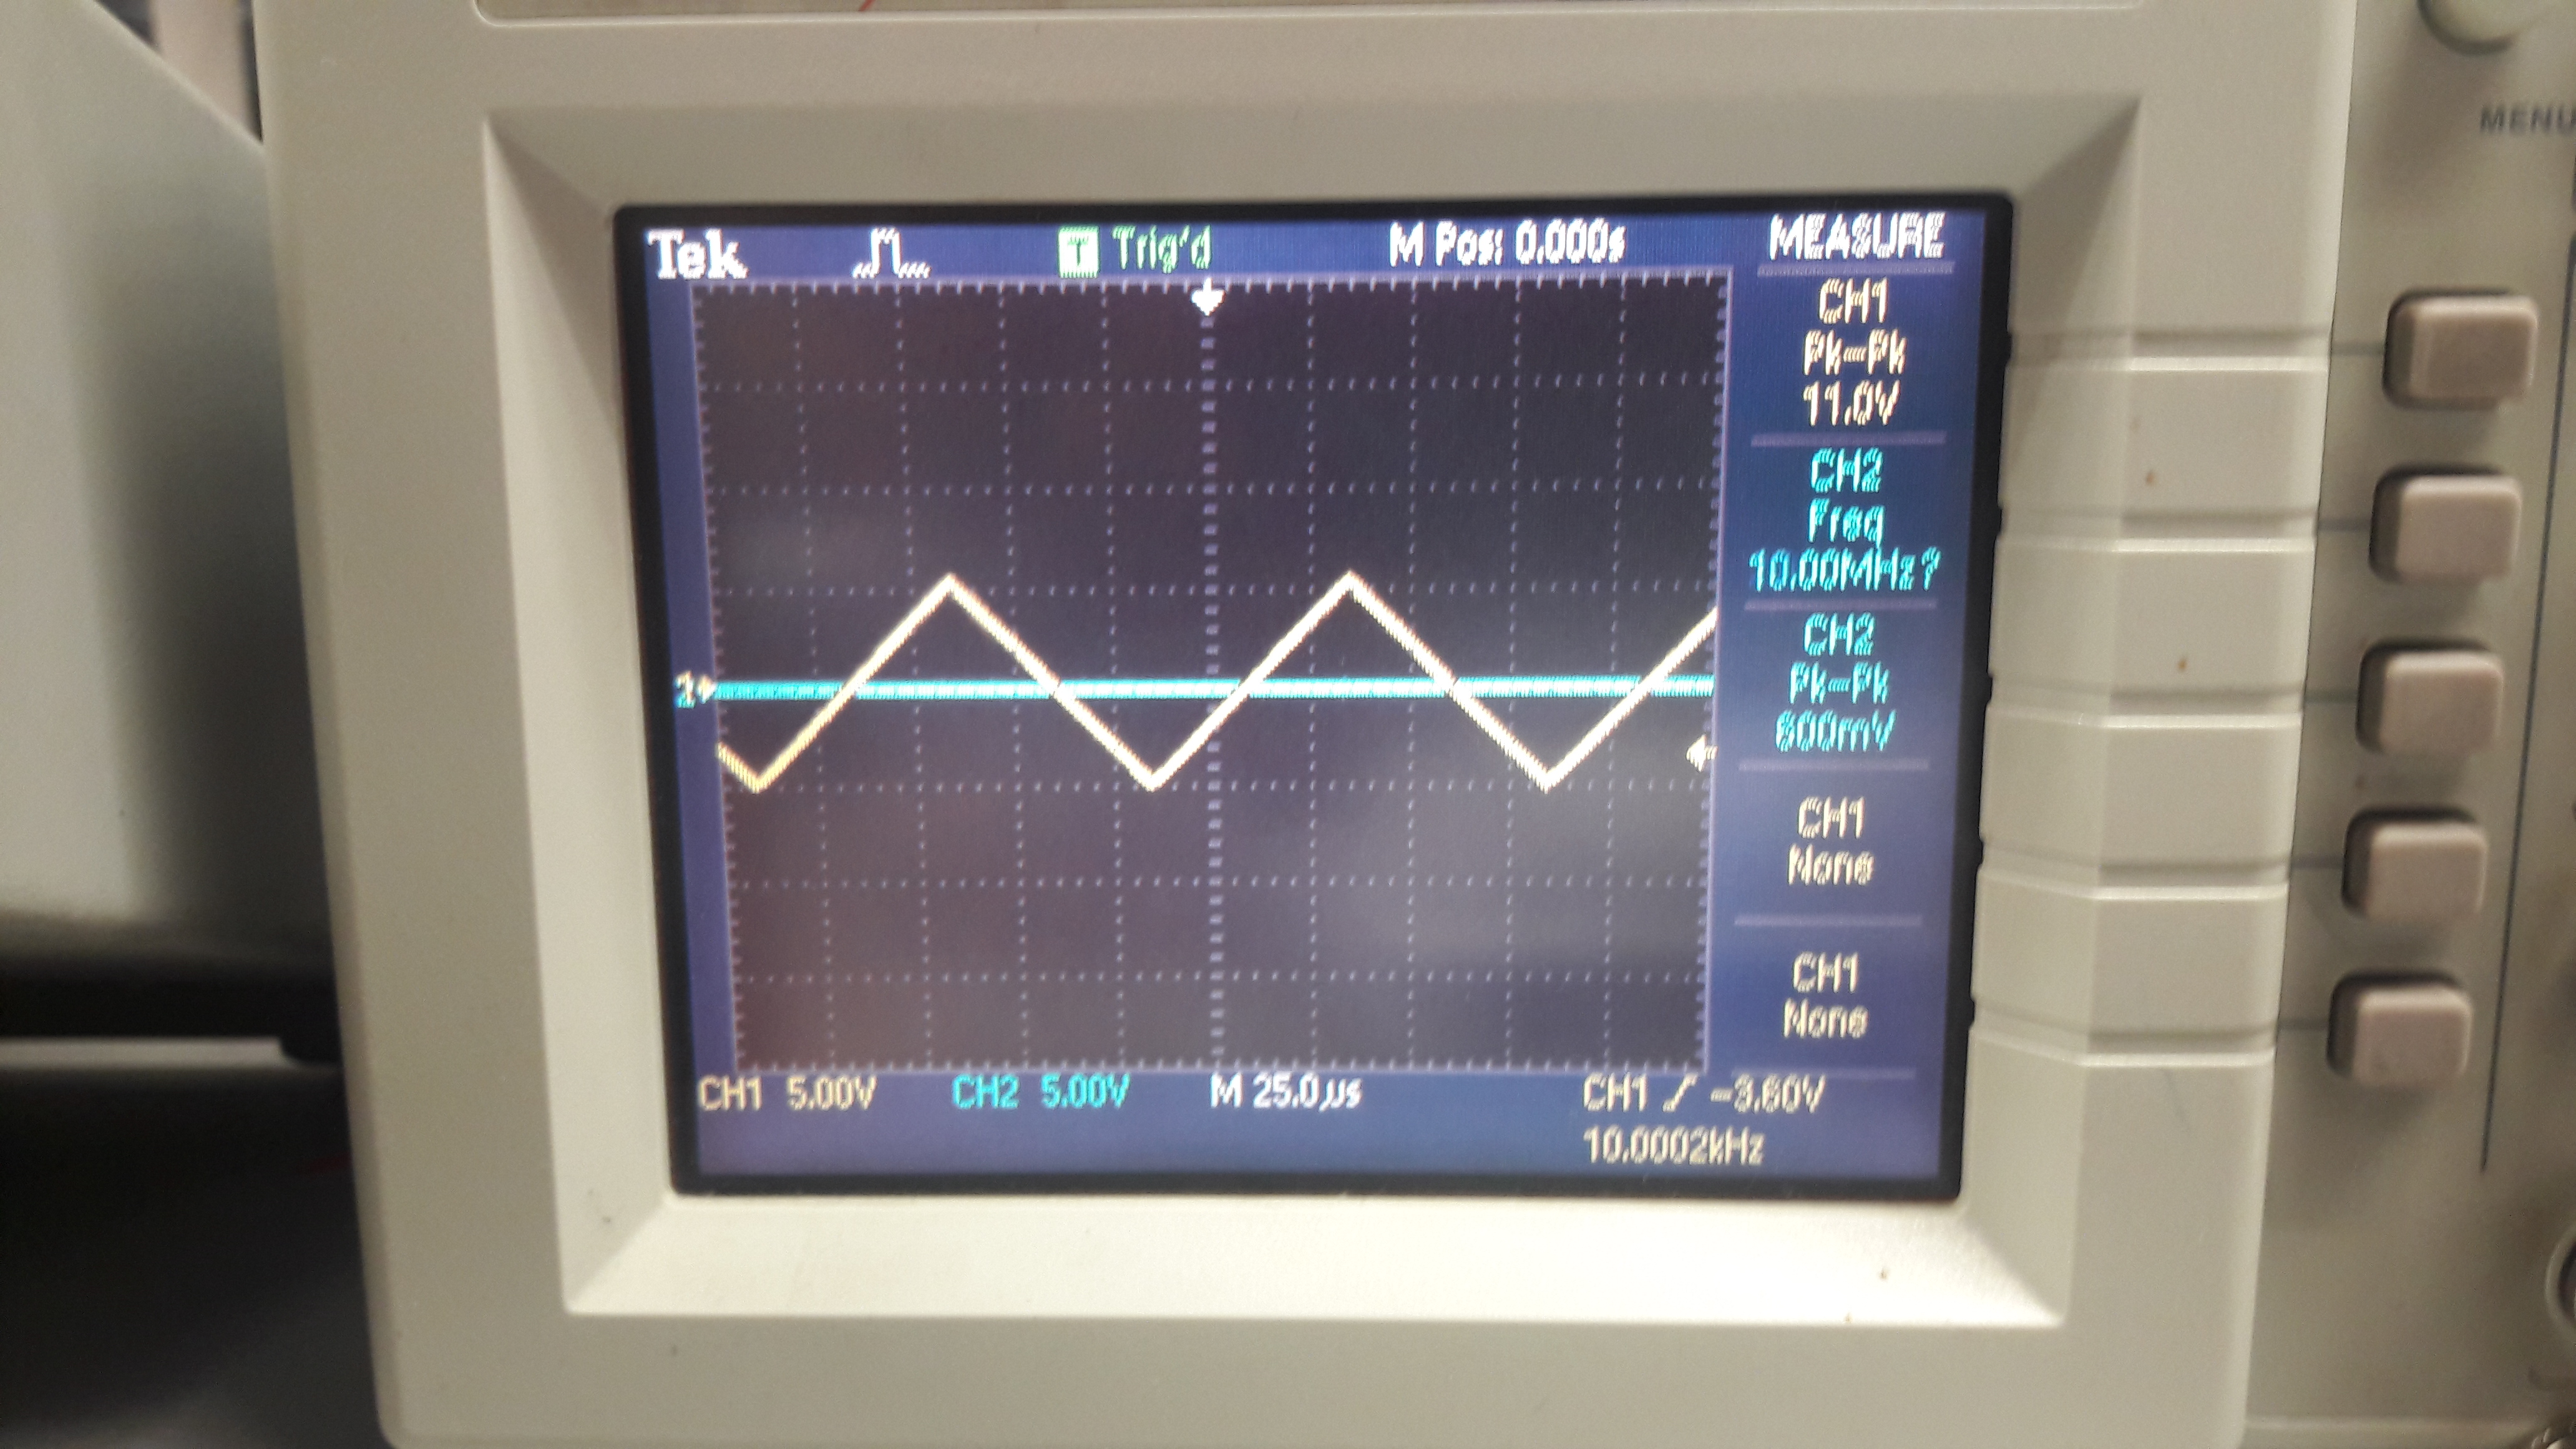 MENU
Tek T Trig'd M Pos: 0.000s MEASURE
CH1
Pk-Pk
11.0V
CH2
Freq
10.00MHz?
CH2
Pk-Pk
600mV
CH1
None
CH1
None
CH1 5.00V CH2 5.00V M 25.0µs CH1 -3.60V
10.0002kHz